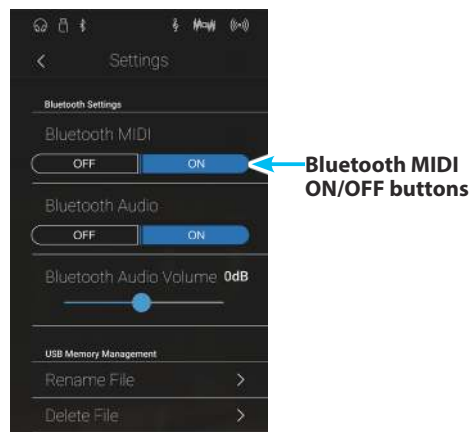 Settings
Bluetooth Settings
Bluetooth MIDI
OFF ON
Bluetooth MIDI
ON/OFF buttons
Bluetooth Audio
OFF ON
Bluetooth Audio Volume 0dB
USB Memory Management
Rename File
Delete File